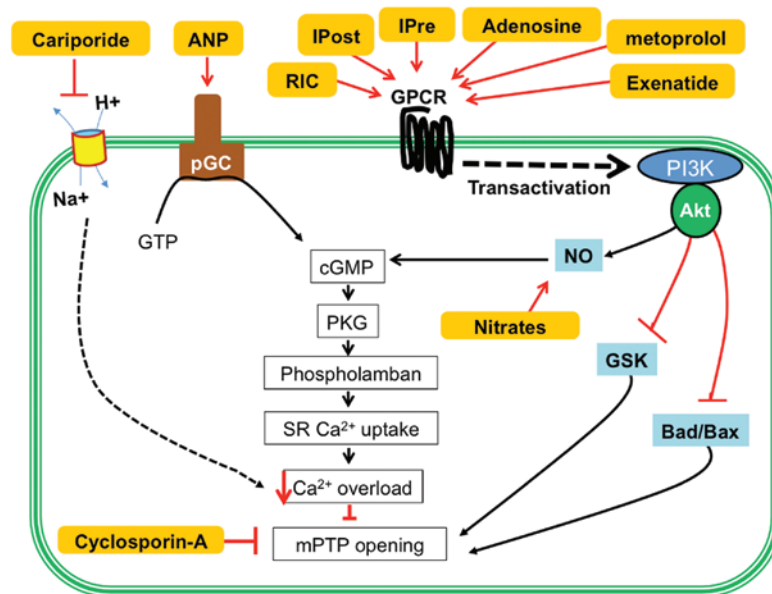 Cariporide
ANP
IPost
IPre
Adenosine
metoprolol
RIC
GPCR
Exenatide
H+
pGC
Na+
GTP
Transactivation
PI3K
Akt
cGMP
NO
PKG
Nitrates
GSK
Phospholamban
SR Ca²⁺ uptake
Bad/Bax
Ca²⁺ overload
Cyclosporin-A
mPTP opening